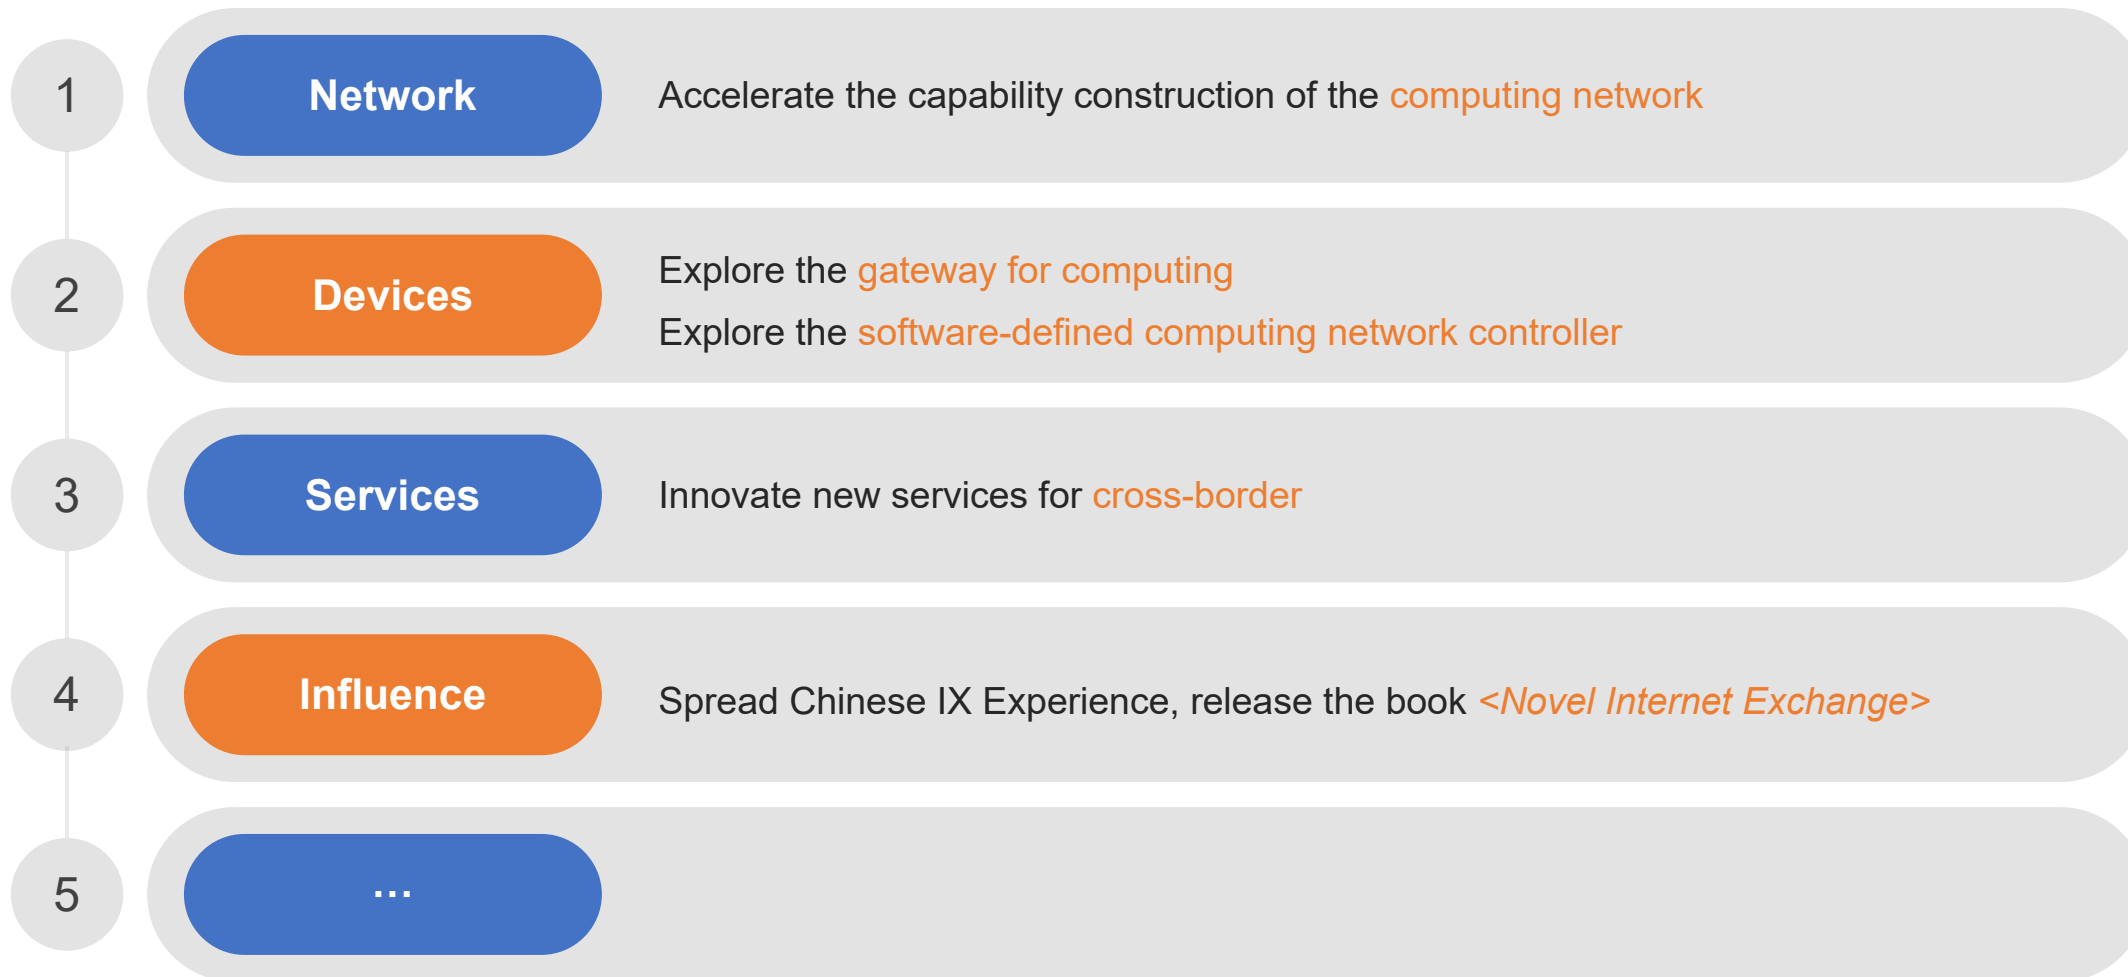 1
Network
Accelerate the capability construction of the computing network
2
Devices
Explore the gateway for computing
Explore the software-defined computing network controller
3
Services
Innovate new services for cross-border
4
Influence
Spread Chinese IX Experience, release the book <Novel Internet Exchange>
5
...